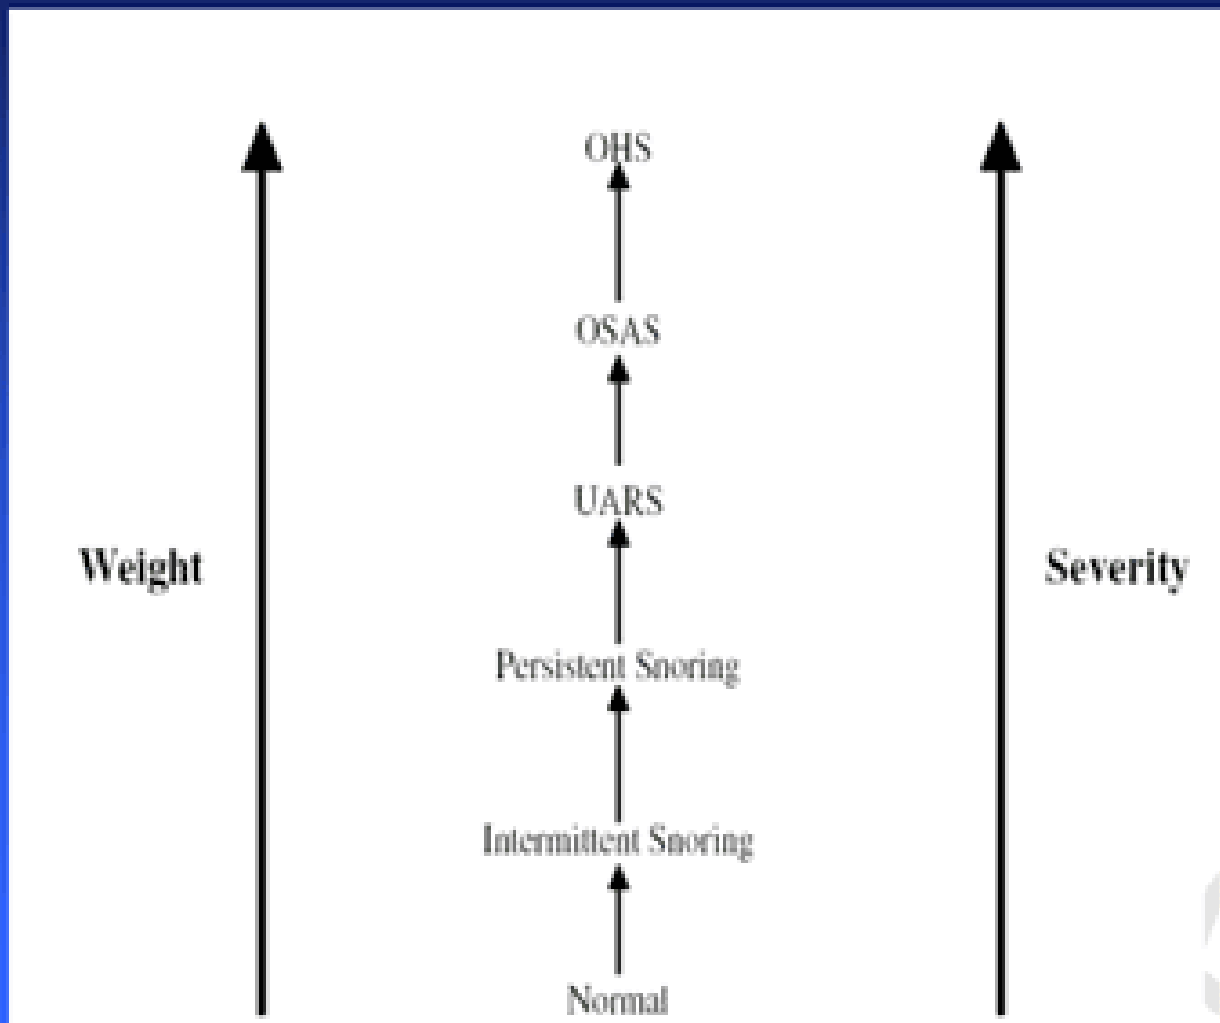 OHS
OSAS
UARS
Weight
Severity
Persistent Snoring
Intermittent Snoring
Normal